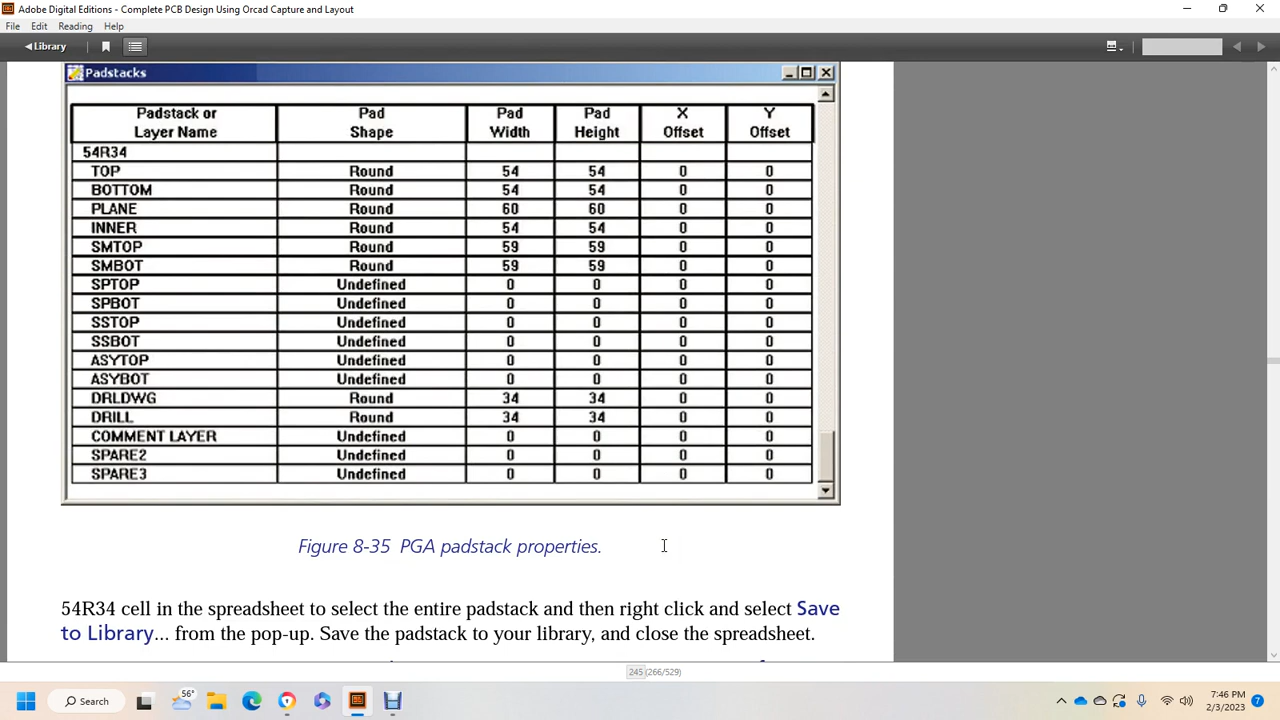 Adobe Digital Editions - Complete PCB Design Using Orcad Capture and Layout
File Edit Reading Help
Library
Padstacks
Padstack or Layer Name Pad Shape Pad Width Pad Height X Offset Y Offset
54R34
TOP Round 54 54 0 0
BOTTOM Round 54 54 0 0
PLANE Round 60 60 0 0
INNER Round 54 54 0 0
SMTOP Round 59 59 0 0
SMBOT Round 59 59 0 0
SPTOP Undefined 0 0 0 0
SPBOT Undefined 0 0 0 0
SSTOP Undefined 0 0 0 0
SSBOT Undefined 0 0 0 0
ASYTOP Undefined 0 0 0 0
ASYBOT Undefined 0 0 0 0
DRLDWG Round 34 34 0 0
DRILL Round 34 34 0 0
COMMENT LAYER Undefined 0 0 0 0
SPARE2 Undefined 0 0 0 0
SPARE3 Undefined 0 0 0 0
Figure 8-35 PGA padstack properties.
54R34 cell in the spreadsheet to select the entire padstack and then right click and select Save
to Library... from the pop-up. Save the padstack to your library, and close the spreadsheet.
245 (266/529)
56°
Search
7:46 PM
2/3/2023
7